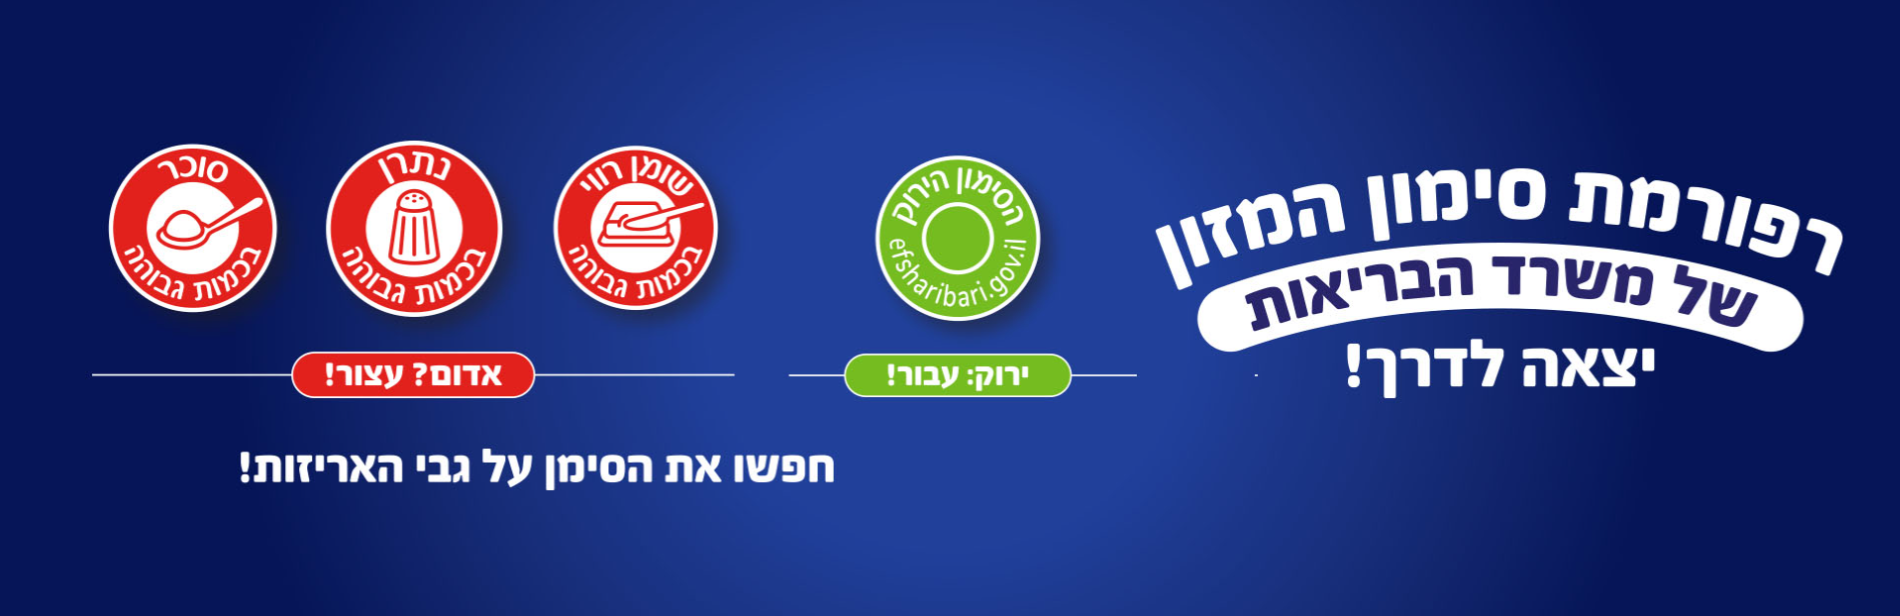 רפורמת סימון המזון
של משרד הבריאות
יצאה לדרך!
הסימון הירוק
efsharibari.gov.il
ירוק: עבור!
שומן רווי
בכמות גבוהה
נתרן
בכמות גבוהה
סוכר
בכמות גבוהה
אדום? עצור!
חפשו את הסימן על גבי האריזות!